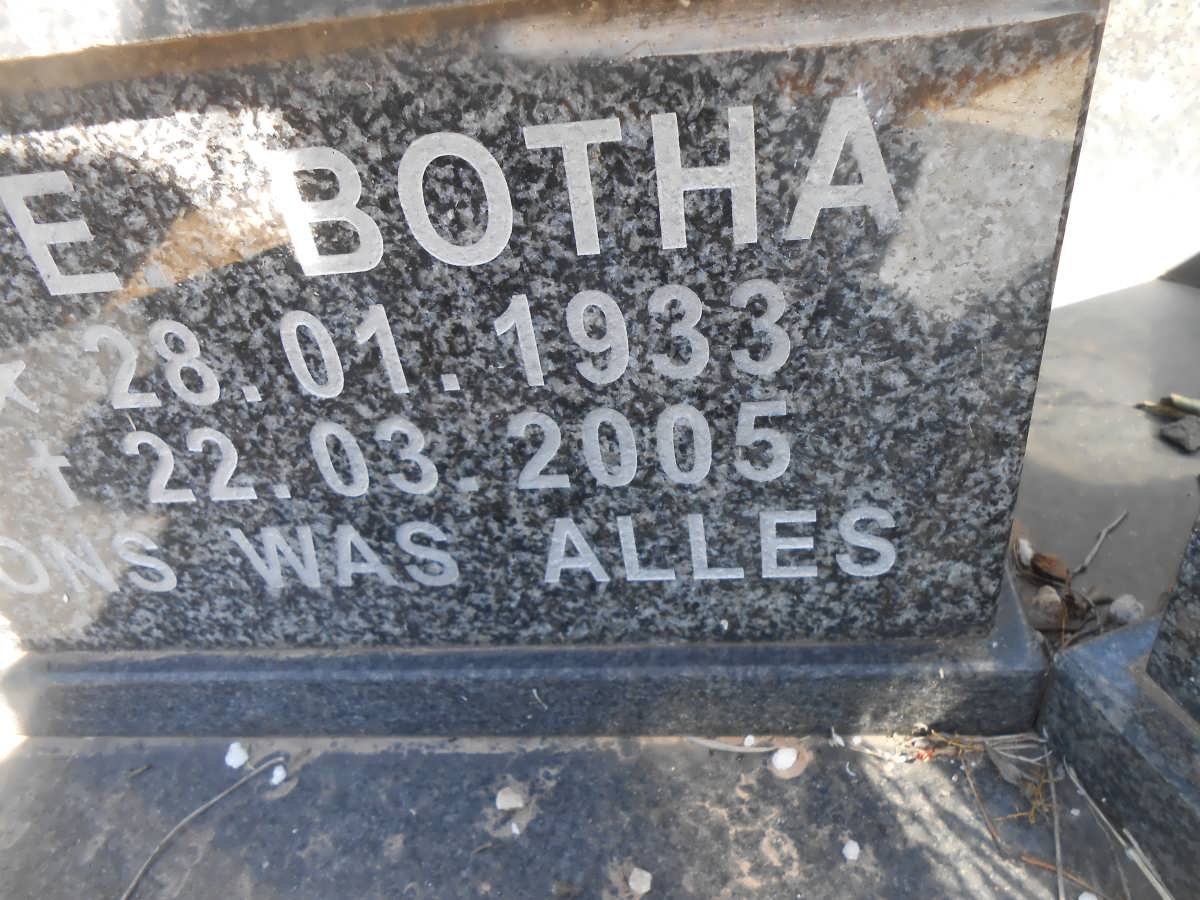 E. BOTHA
★ 28.01.1933
✝ 22.03.2005
ONS WAS ALLES